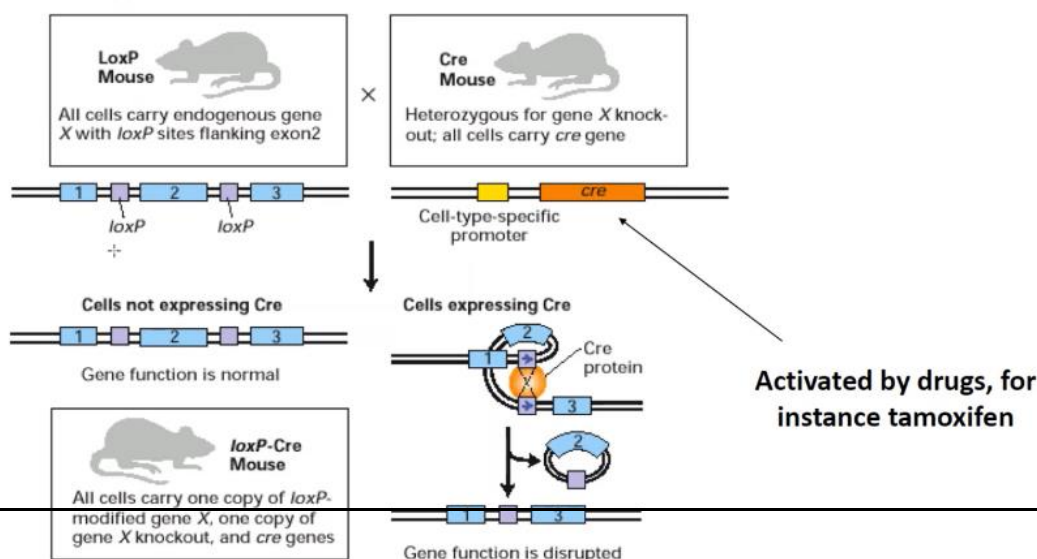 LoxP
Mouse
All cells carry endogenous gene
X with loxP sites flanking exon2
×
Cre
Mouse
Heterozygous for gene X knock-
out; all cells carry cre gene
1 2 3
loxP loxP
cre
Cell-type-specific
promoter
Cells not expressing Cre
1 2 3
Gene function is normal
Cells expressing Cre
2
1
Cre
protein
3
2
1 3
Gene function is disrupted
loxP-Cre
Mouse
All cells carry one copy of loxP-
modified gene X, one copy of
gene X knockout, and cre genes
Activated by drugs, for
instance tamoxifen